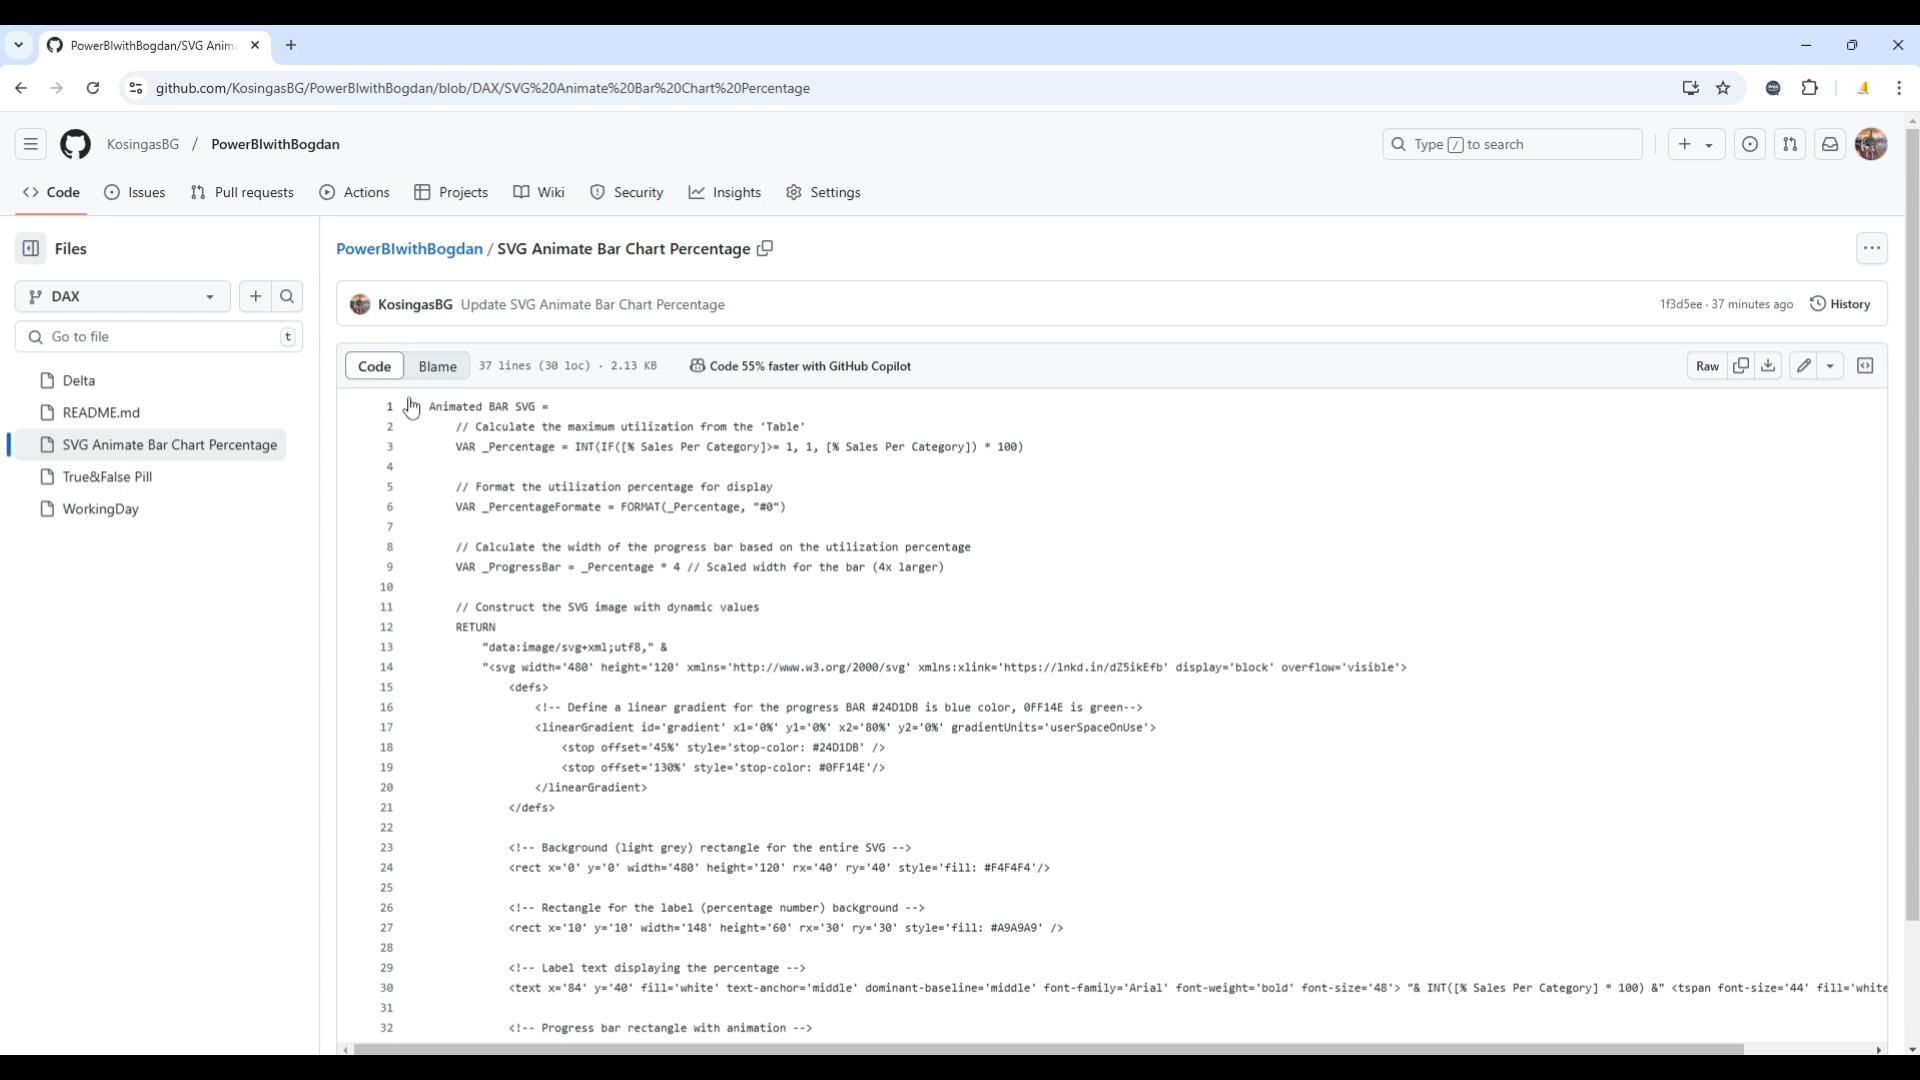 PowerBIwithBogdan/SVG Anim
github.com/KosingasBG/PowerBIwithBogdan/blob/DAX/SVG%20Animate%20Bar%20Chart%20Percentage
KosingasBG / PowerBIwithBogdan
Type / to search
Code Issues Pull requests Actions Projects Wiki Security Insights Settings
Files
PowerBIwithBogdan / SVG Animate Bar Chart Percentage
DAX
KosingasBG Update SVG Animate Bar Chart Percentage 1f3d5ee · 37 minutes ago History
Go to file t
Code Blame 37 lines (30 loc) · 2.13 KB Code 55% faster with GitHub Copilot Raw
Delta
README.md
SVG Animate Bar Chart Percentage
True&False Pill
WorkingDay
1 Animated BAR SVG =
2 // Calculate the maximum utilization from the 'Table'
3 VAR _Percentage = INT(IF([% Sales Per Category]>= 1, 1, [% Sales Per Category]) * 100)
4
5 // Format the utilization percentage for display
6 VAR _PercentageFormate = FORMAT(_Percentage, "#0")
7
8 // Calculate the width of the progress bar based on the utilization percentage
9 VAR _ProgressBar = _Percentage * 4 // Scaled width for the bar (4x larger)
10
11 // Construct the SVG image with dynamic values
12 RETURN
13 "data:image/svg+xml;utf8," &
14 "<svg width='480' height='120' xmlns='http://www.w3.org/2000/svg' xmlns:xlink='https://lnkd.in/dZ5ikEfb' display='block' overflow='visible'>
15 <defs>
16 <!-- Define a linear gradient for the progress BAR #24D1DB is blue color, 0FF14E is green-->
17 <linearGradient id='gradient' x1='0%' y1='0%' x2='80%' y2='0%' gradientUnits='userSpaceOnUse'>
18 <stop offset='45%' style='stop-color: #24D1DB' />
19 <stop offset='130%' style='stop-color: #0FF14E'/>
20 </linearGradient>
21 </defs>
22
23 <!-- Background (light grey) rectangle for the entire SVG -->
24 <rect x='0' y='0' width='480' height='120' rx='40' ry='40' style='fill: #F4F4F4'/>
25
26 <!-- Rectangle for the label (percentage number) background -->
27 <rect x='10' y='10' width='148' height='60' rx='30' ry='30' style='fill: #A9A9A9' />
28
29 <!-- Label text displaying the percentage -->
30 <text x='84' y='40' fill='white' text-anchor='middle' dominant-baseline='middle' font-family='Arial' font-weight='bold' font-size='48'> "& INT([% Sales Per Category] * 100) &" <tspan font-size='44' fill='white
31
32 <!-- Progress bar rectangle with animation -->